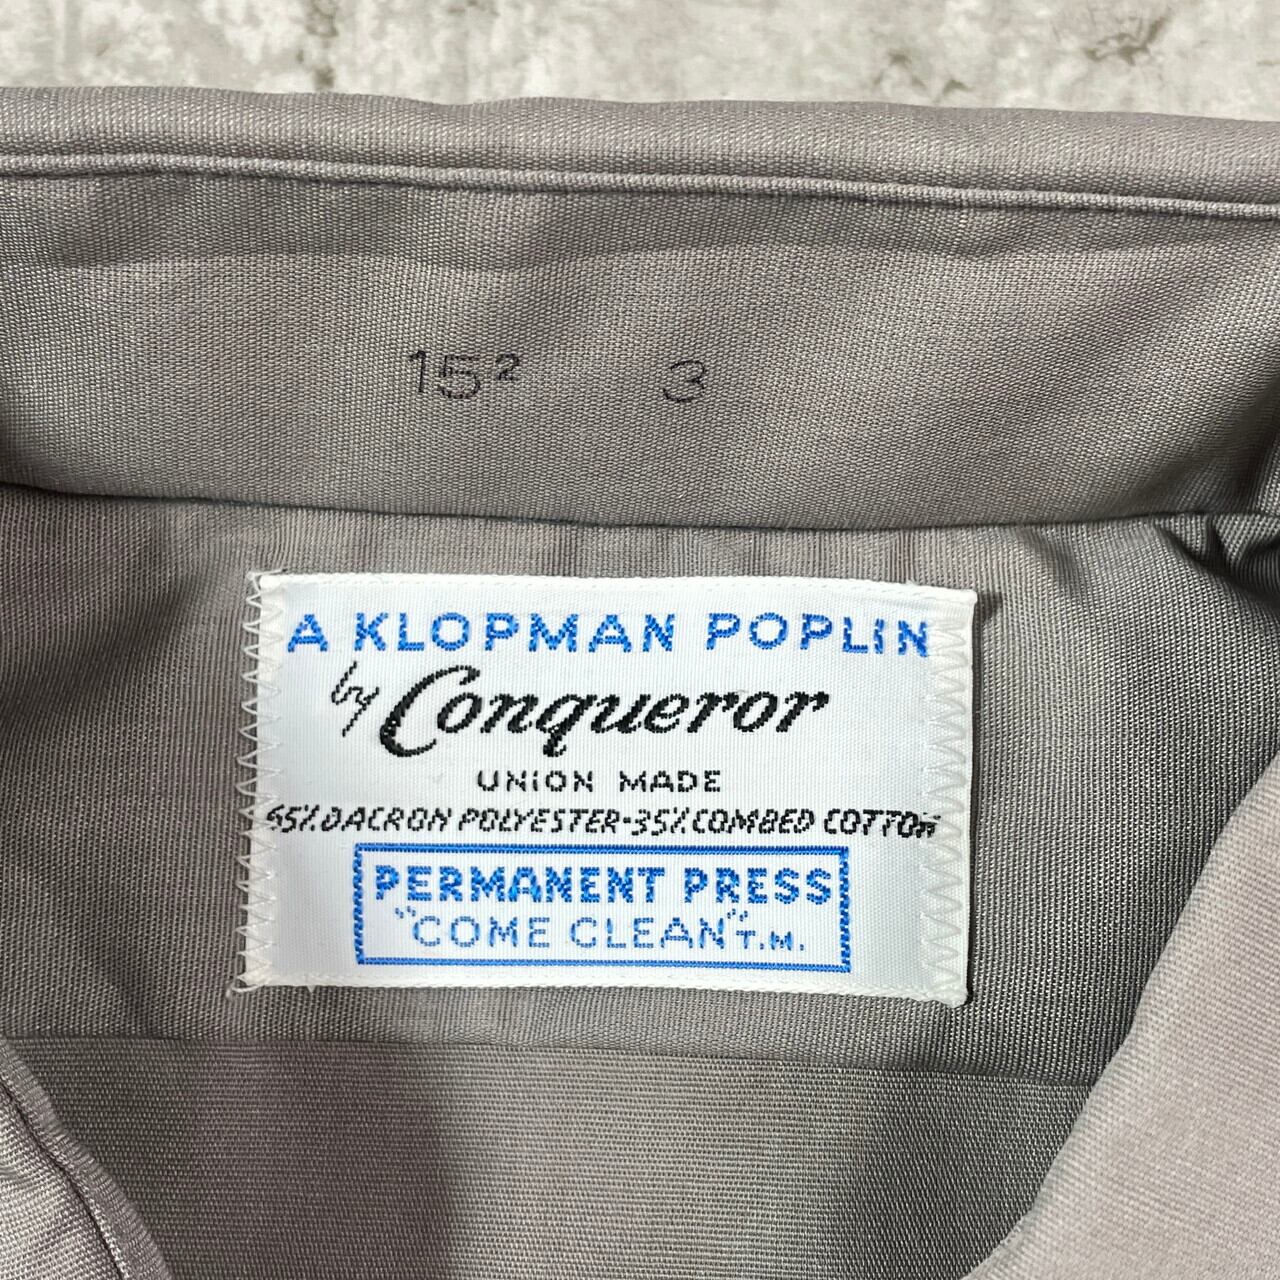 15² 3
A KLOPMAN POPLIN
by Conqueror
UNION MADE
65% DACRON POLYESTER-35% COMBED COTTON
PERMANENT PRESS
"COME CLEAN" T.M.